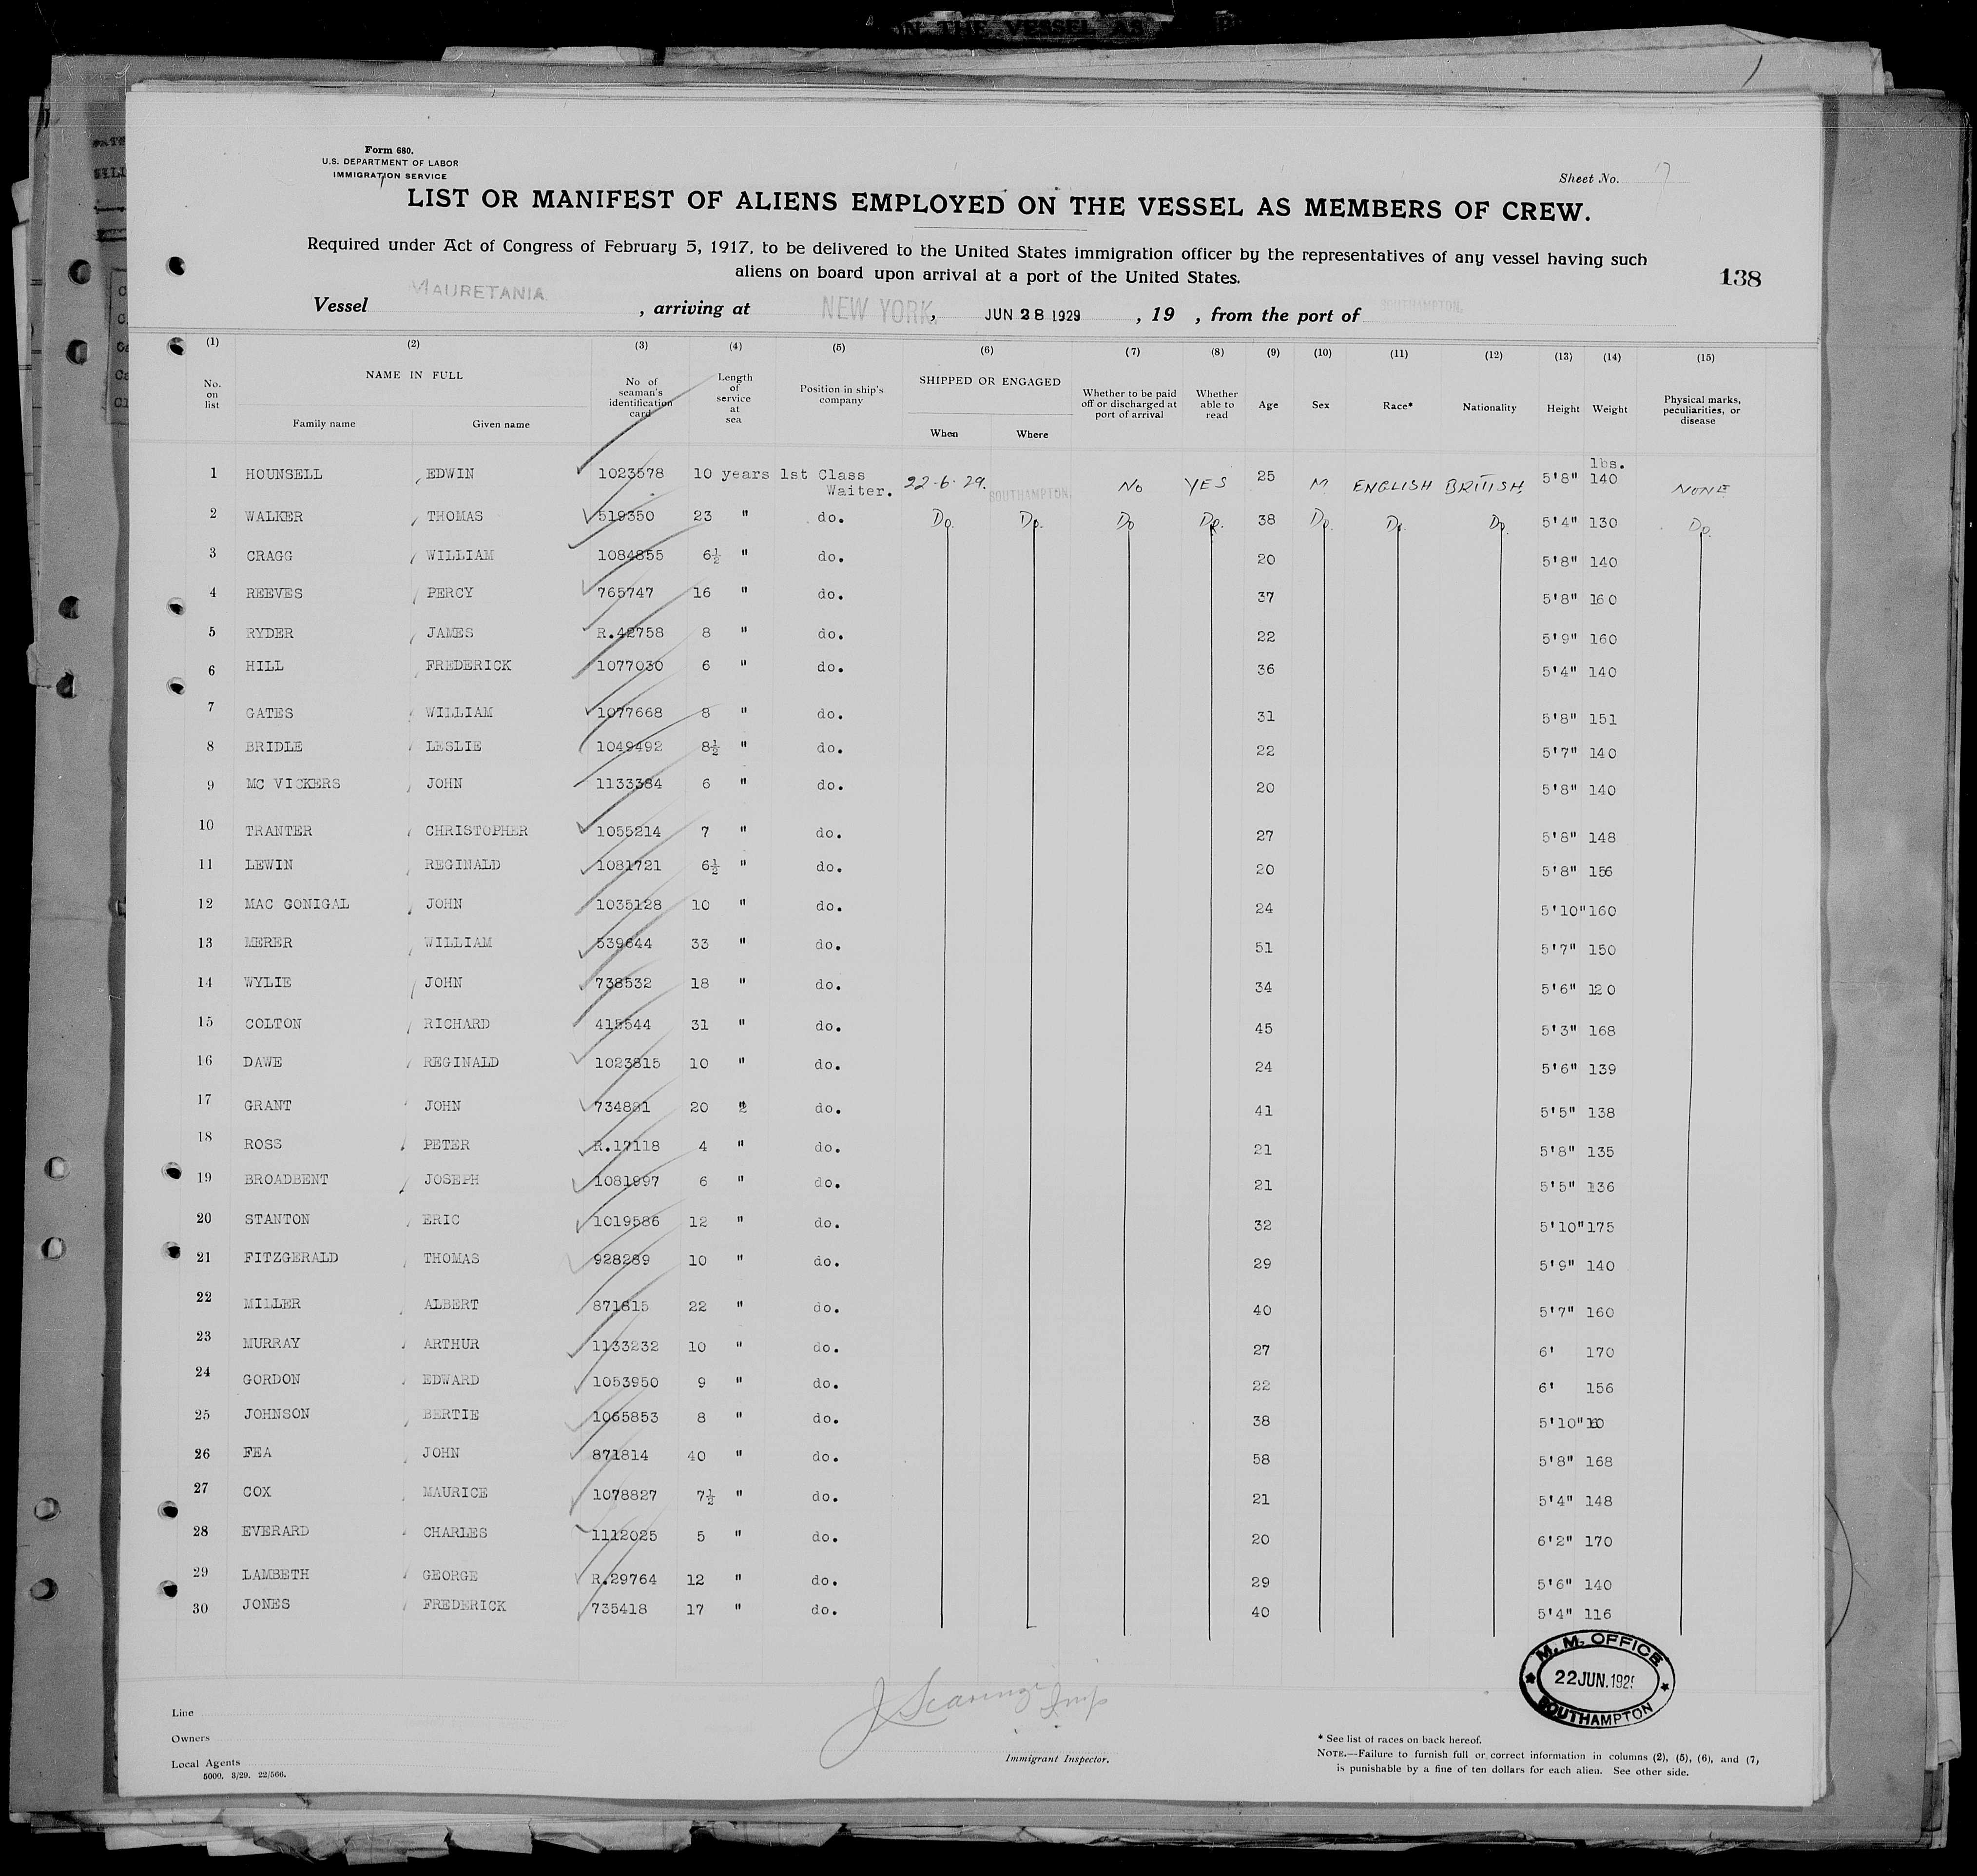 Form 680.
U.S. DEPARTMENT OF LABOR
IMMIGRATION SERVICE
Sheet No. 17
LIST OR MANIFEST OF ALIENS EMPLOYED ON THE VESSEL AS MEMBERS OF CREW.
Required under Act of Congress of February 5, 1917, to be delivered to the United States immigration officer by the representatives of any vessel having such
aliens on board upon arrival at a port of the United States.
138
Vessel MAURETANIA. , arriving at NEW YORK. , JUN 28 1929 , 19 , from the port of SOUTHAMPTON.
(1) (2) (3) (4) (5) (6) (7) (8) (9) (10) (11) (12) (13) (14) (15)
No. on list NAME IN FULL Family name Given name No of seaman's identification card Length of service at sea Position in ship's company SHIPPED OR ENGAGED When Where Whether to be paid off or discharged at port of arrival Whether able to read Age Sex Race* Nationality Height Weight Physical marks, peculiarities, or disease
1 HOUNSELL EDWIN 1023578 10 years 1st Class Waiter. 22-6-29. SOUTHAMPTON. NO YES 25 M ENGLISH BRITISH 5'8" lbs. 140 NONE
2 WALKER THOMAS 519350 23 " do. Do. Do. Do Do. 38 Do. Do. Do. 5'4" 130 Do.
3 CRAGG WILLIAM 1084855 6½ " do. 20 5'8" 140
4 REEVES PERCY 765747 16 " do. 37 5'8" 160
5 RYDER JAMES R.42758 8 " do. 22 5'9" 160
6 HILL FREDERICK 1077030 6 " do. 36 5'4" 140
7 GATES WILLIAM 1077668 8 " do. 31 5'8" 151
8 BRIDLE LESLIE 1049492 8½ " do. 22 5'7" 140
9 MC VICKERS JOHN 1133384 6 " do. 20 5'8" 140
10 TRANTER CHRISTOPHER 1055214 7 " do. 27 5'8" 148
11 LEWIN REGINALD 1081721 6½ " do. 20 5'8" 156
12 MAC GONIGAL JOHN 1035128 10 " do. 24 5'10" 160
13 MERER WILLIAM 539644 33 " do. 51 5'7" 150
14 WYLIE JOHN 738532 18 " do. 34 5'6" 120
15 COLTON RICHARD 415544 31 " do. 45 5'3" 168
16 DAWE REGINALD 1023815 10 " do. 24 5'6" 139
17 GRANT JOHN 734881 20 " do. 41 5'5" 138
18 ROSS PETER R.17118 4 " do. 21 5'8" 135
19 BROADBENT JOSEPH 1081997 6 " do. 21 5'5" 136
20 STANTON ERIC 1019586 12 " do. 32 5'10" 175
21 FITZGERALD THOMAS 928289 10 " do. 29 5'9" 140
22 MILLER ALBERT 871815 22 " do. 40 5'7" 160
23 MURRAY ARTHUR 1133232 10 " do. 27 6' 170
24 GORDON EDWARD 1053950 9 " do. 22 6' 156
25 JOHNSON BERTIE 1065853 8 " do. 38 5'10"
26 FEA JOHN 871814 40 " do. 58 5'8" 168
27 COX MAURICE 1078827 7½ " do. 21 5'4" 148
28 EVERARD CHARLES 1112025 5 " do. 20 6'2" 170
29 LAMBETH GEORGE R.29764 12 " do. 29 5'6" 140
30 JONES FREDERICK 735418 17 " do. 40 5'4" 116
M. M. OFFICE
22 JUN. 1929
SOUTHAMPTON
Line
Owners
Local Agents
5000. 3/29. 22/566.
Immigrant Inspector.
* See list of races on back hereof.
NOTE.—Failure to furnish full or correct information in columns (2), (5), (6), and (7)
is punishable by a fine of ten dollars for each alien. See other side.